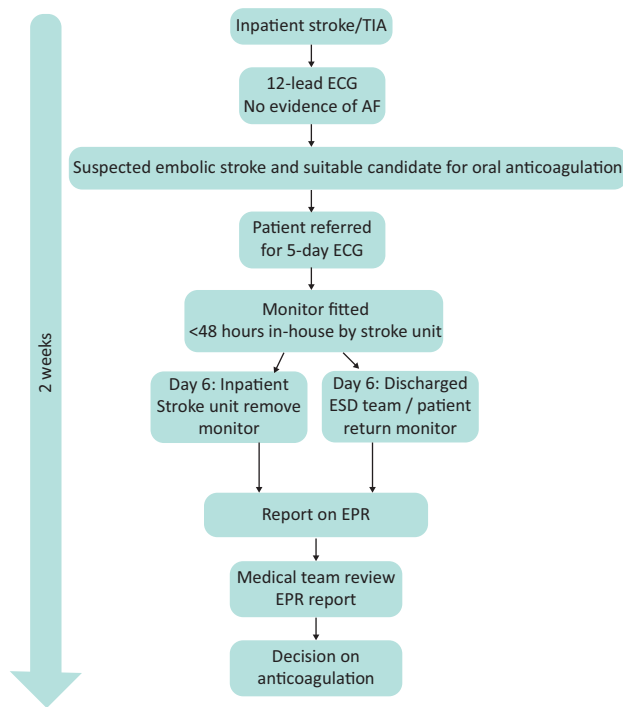 Inpatient stroke/TIA
12-lead ECG
No evidence of AF
Suspected embolic stroke and suitable candidate for oral anticoagulation
Patient referred
for 5-day ECG
Monitor fitted
<48 hours in-house by stroke unit
2 weeks
Day 6: Inpatient
Stroke unit remove
monitor
Day 6: Discharged
ESD team / patient
return monitor
Report on EPR
Medical team review
EPR report
Decision on
anticoagulation